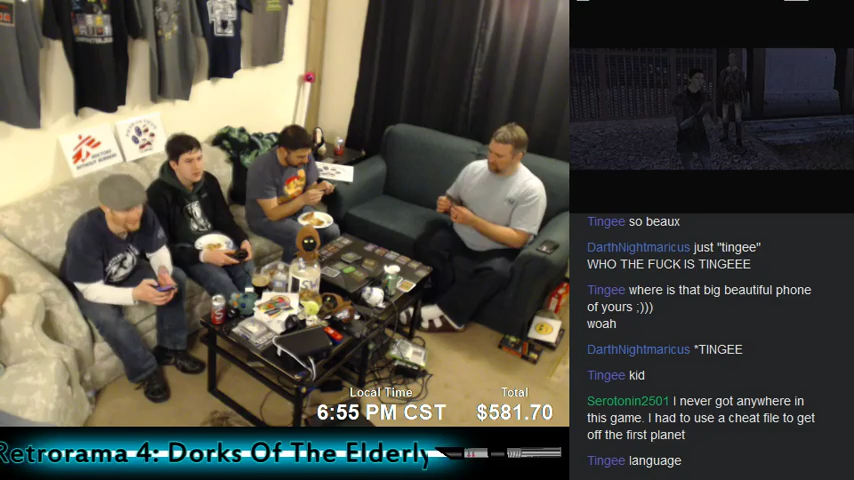 DOCTORS
WITHOUT BORDERS
Local Time
Total
6:55 PM CST
$581.70
Retrorama 4: Dorks Of The Elderly
Tingee so beaux
DarthNightmaricus just "tingee"
WHO THE FUCK IS TINGEEE
Tingee where is that big beautiful phone
of yours ;)))
woah
DarthNightmaricus *TINGEE
Tingee kid
Serotonin2501 I never got anywhere in
this game. I had to use a cheat file to get
off the first planet
Tingee language